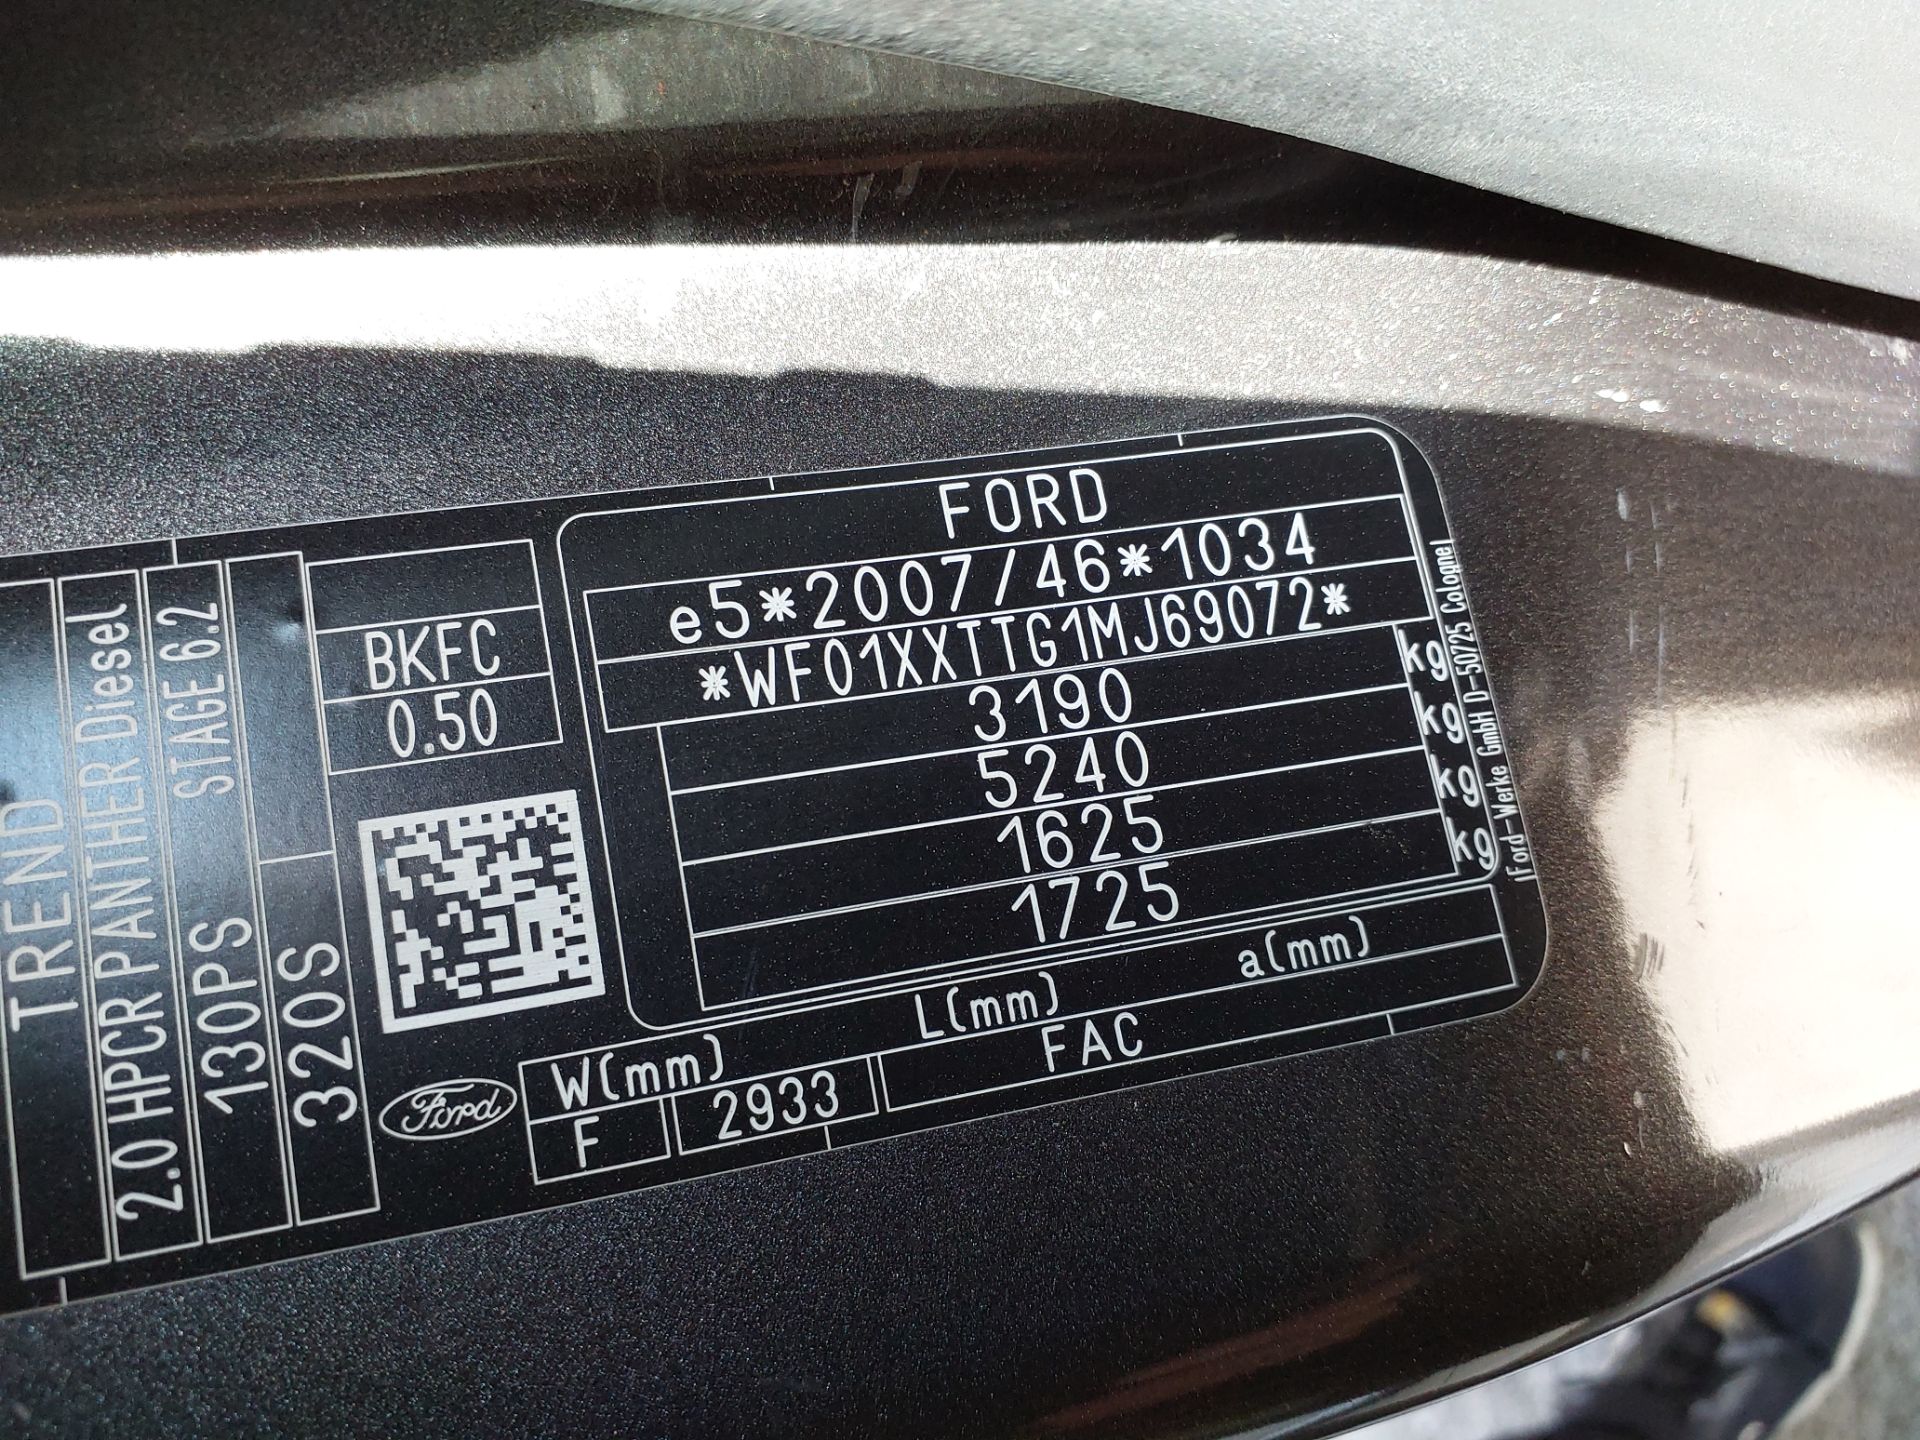 FORD
e5*2007/46*1034
*WF01XXTTG1MJ69072*
3190 kg
5240 kg
1625 kg
1725 kg
Ford-Werke GmbH D-50725 Cologne
W(mm) L(mm) a(mm)
F 2933 FAC
Ford
BKFC
0.50
TREND
2.0 HPCR PANTHER Diesel
130PS STAGE 6.2
320S